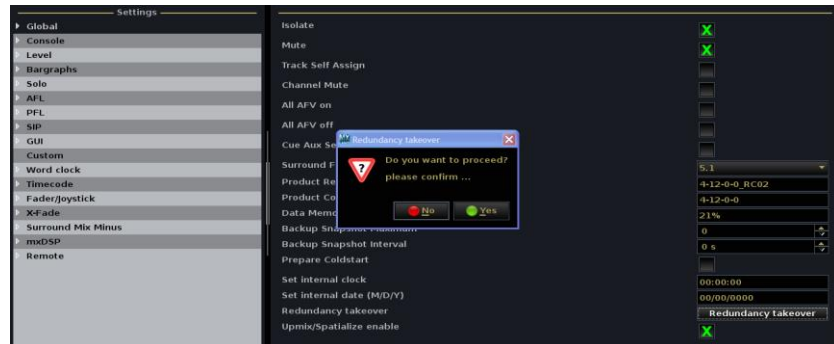 Settings
Global
Console
Level
Bargraphs
Solo
AFL
PFL
SIP
GUI
Custom
Word clock
Timecode
Fader/Joystick
X-Fade
Surround Mix Minus
mxDSP
Remote
Isolate
X
Mute
X
Track Self Assign
Channel Mute
All AFV on
All AFV off
Cue Aux Se
Surround F
5.1
Product Re
4-12-0-0_RC02
Product Co
4-12-0-0
Data Memo
21%
Backup Snapshot Maximum
0
Backup Snapshot Interval
0 s
Prepare Coldstart
Set internal clock
00:00:00
Set internal date (M/D/Y)
00/00/0000
Redundancy takeover
Redundancy takeover
Upmix/Spatialize enable
X
Redundancy takeover
X
?
Do you want to proceed?
please confirm ...
No
Yes